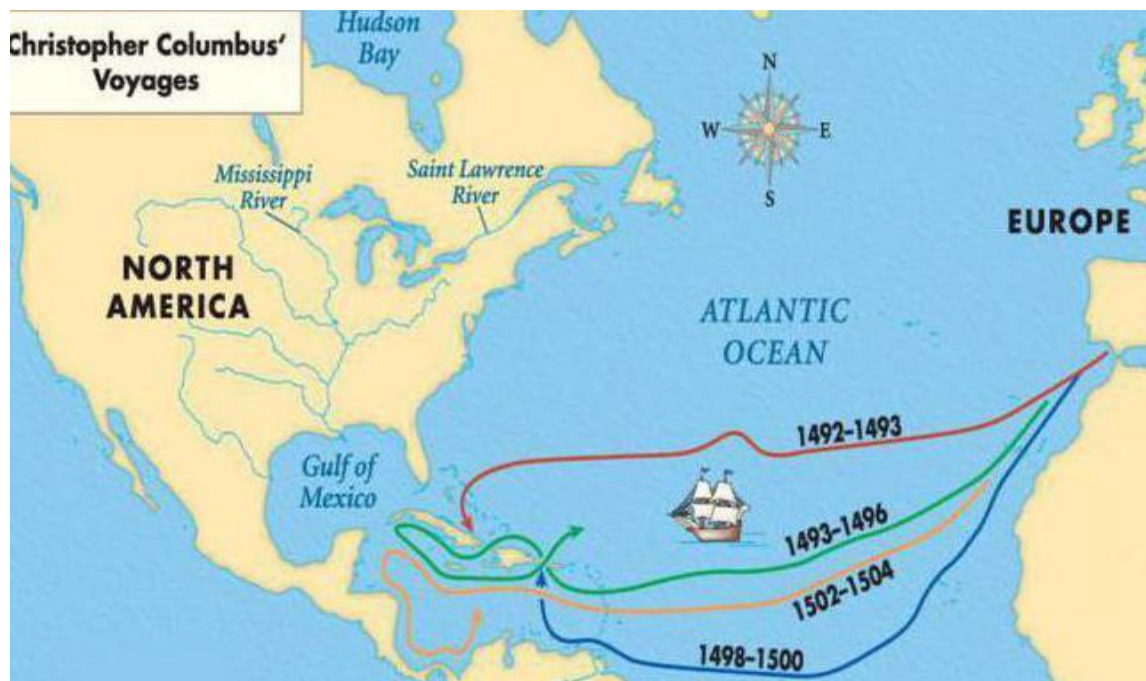 Christopher Columbus'
Voyages
Hudson
Bay
N
W
E
S
Mississippi
River
Saint Lawrence
River
EUROPE
NORTH
AMERICA
ATLANTIC
OCEAN
1492–1493
Gulf of
Mexico
1493–1496
1502–1504
1498–1500